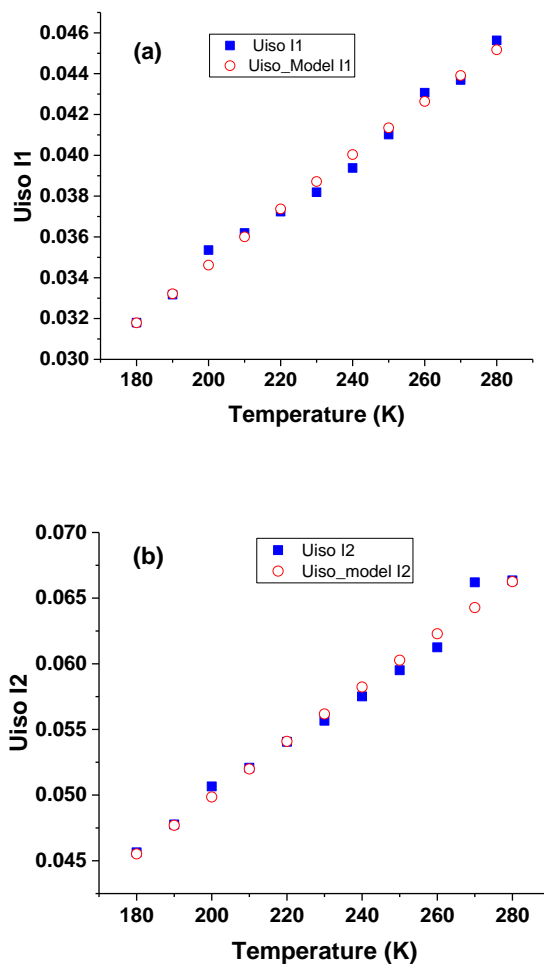 (a)
Uiso I1
Uiso_Model I1
0.046
0.044
0.042
0.040
0.038
0.036
0.034
0.032
0.030
Uiso I1
180 200 220 240 260 280
Temperature (K)
(b)
Uiso I2
Uiso_model I2
0.070
0.065
0.060
0.055
0.050
0.045
Uiso I2
180 200 220 240 260 280
Temperature (K)